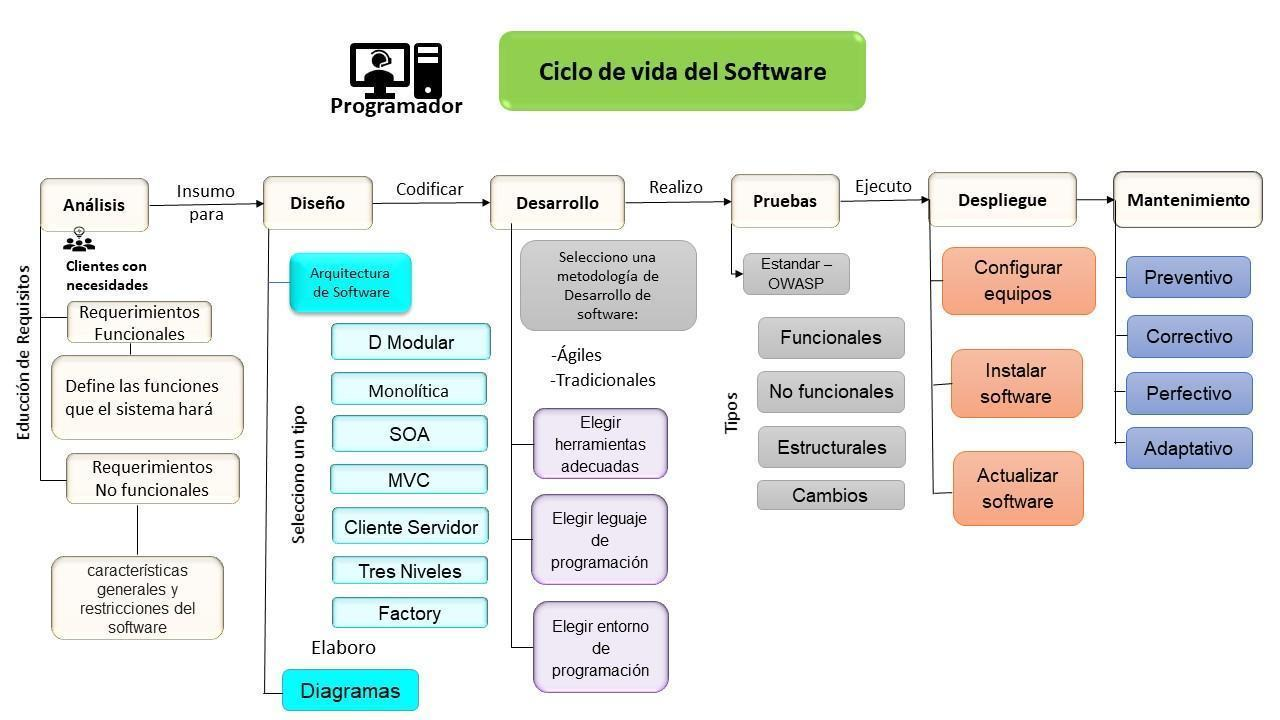 Ciclo de vida del Software
Programador
Análisis
Insumo
para
Diseño
Codificar
Desarrollo
Realizo
Pruebas
Ejecuto
Despliegue
Mantenimiento
Educción de Requisitos
Clientes con
necesidades
Requerimientos
Funcionales
Define las funciones
que el sistema hará
Requerimientos
No funcionales
características
generales y
restricciones del
software
Arquitectura
de Software
Selecciono un tipo
D Modular
Monolítica
SOA
MVC
Cliente Servidor
Tres Niveles
Factory
Elaboro
Diagramas
Selecciono una
metodología de
Desarrollo de
software:
-Ágiles
-Tradicionales
Elegir
herramientas
adecuadas
Elegir leguaje
de
programación
Elegir entorno
de
programación
Estandar –
OWASP
Tipos
Funcionales
No funcionales
Estructurales
Cambios
Configurar
equipos
Instalar
software
Actualizar
software
Preventivo
Correctivo
Perfectivo
Adaptativo